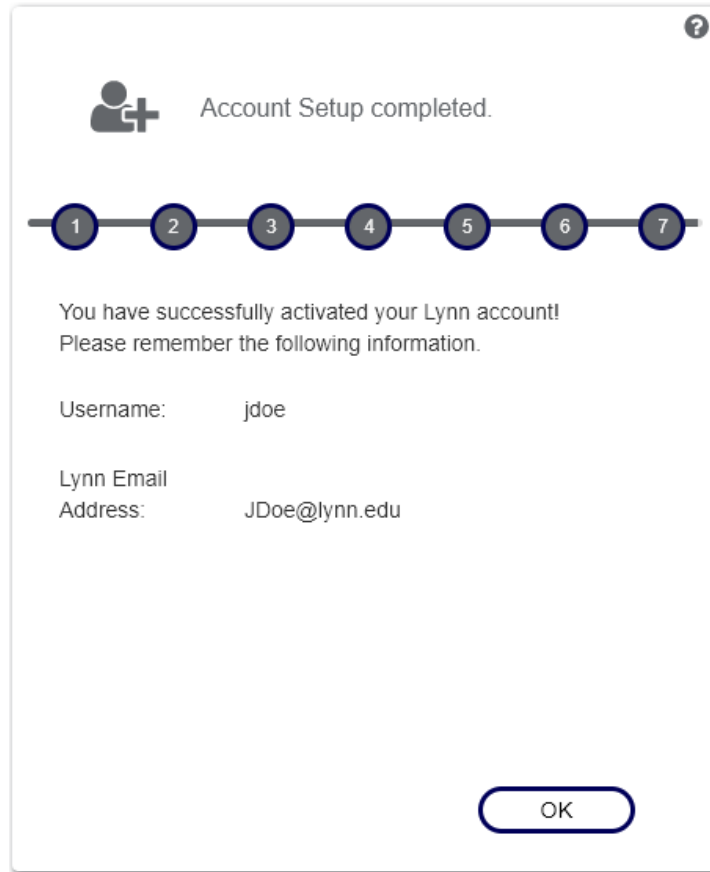 ?
Account Setup completed.
1 2 3 4 5 6 7
You have successfully activated your Lynn account!
Please remember the following information.
Username: jdoe
Lynn Email
Address: JDoe@lynn.edu
OK